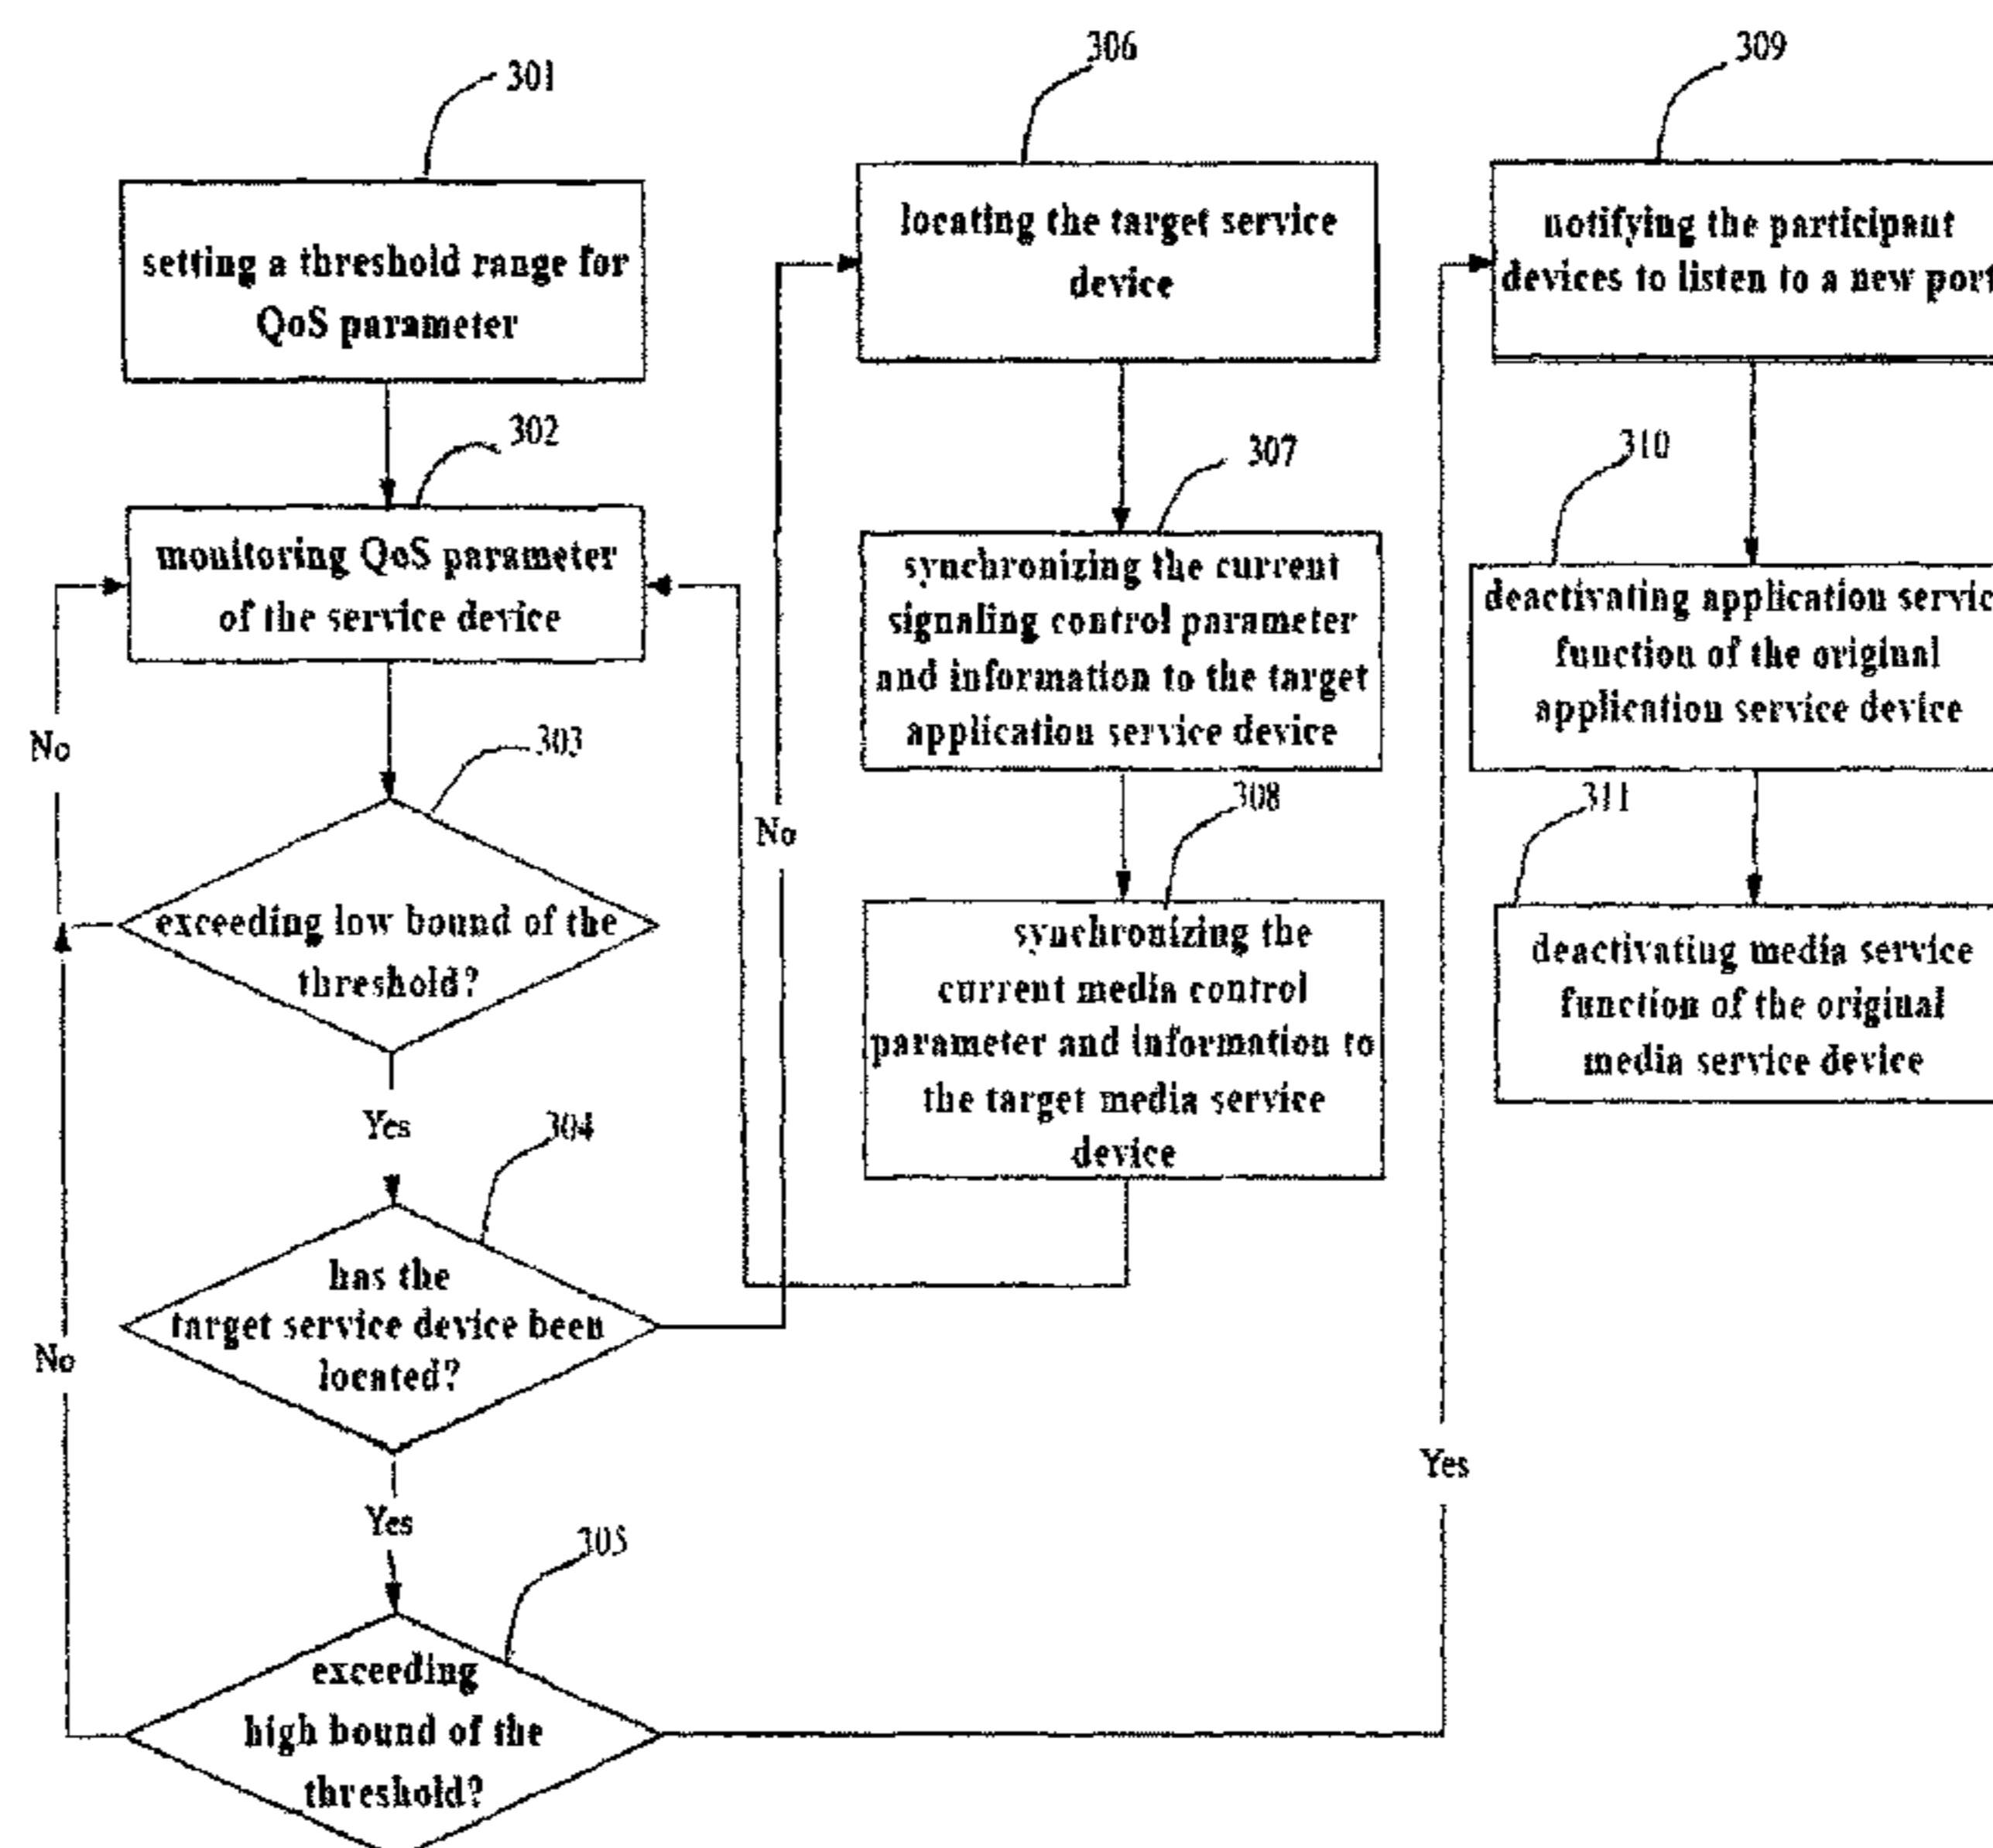 301
setting a threshold range for
QoS parameter
302
monitoring QoS parameter
of the service device
No
303
exceeding low bound of the
threshold?
Yes
304
has the
target service device been
located?
No
Yes
305
exceeding
high bound of the
threshold?
No
306
locating the target service
device
307
synchronizing the current
signaling control parameter
and information to the target
application service device
308
synchronizing the
current media control
parameter and information to
the target media service
device
Yes
309
notifying the participant
devices to listen to a new port
310
deactivating application servic
function of the original
application service device
311
deactivating media service
function of the original
media service device